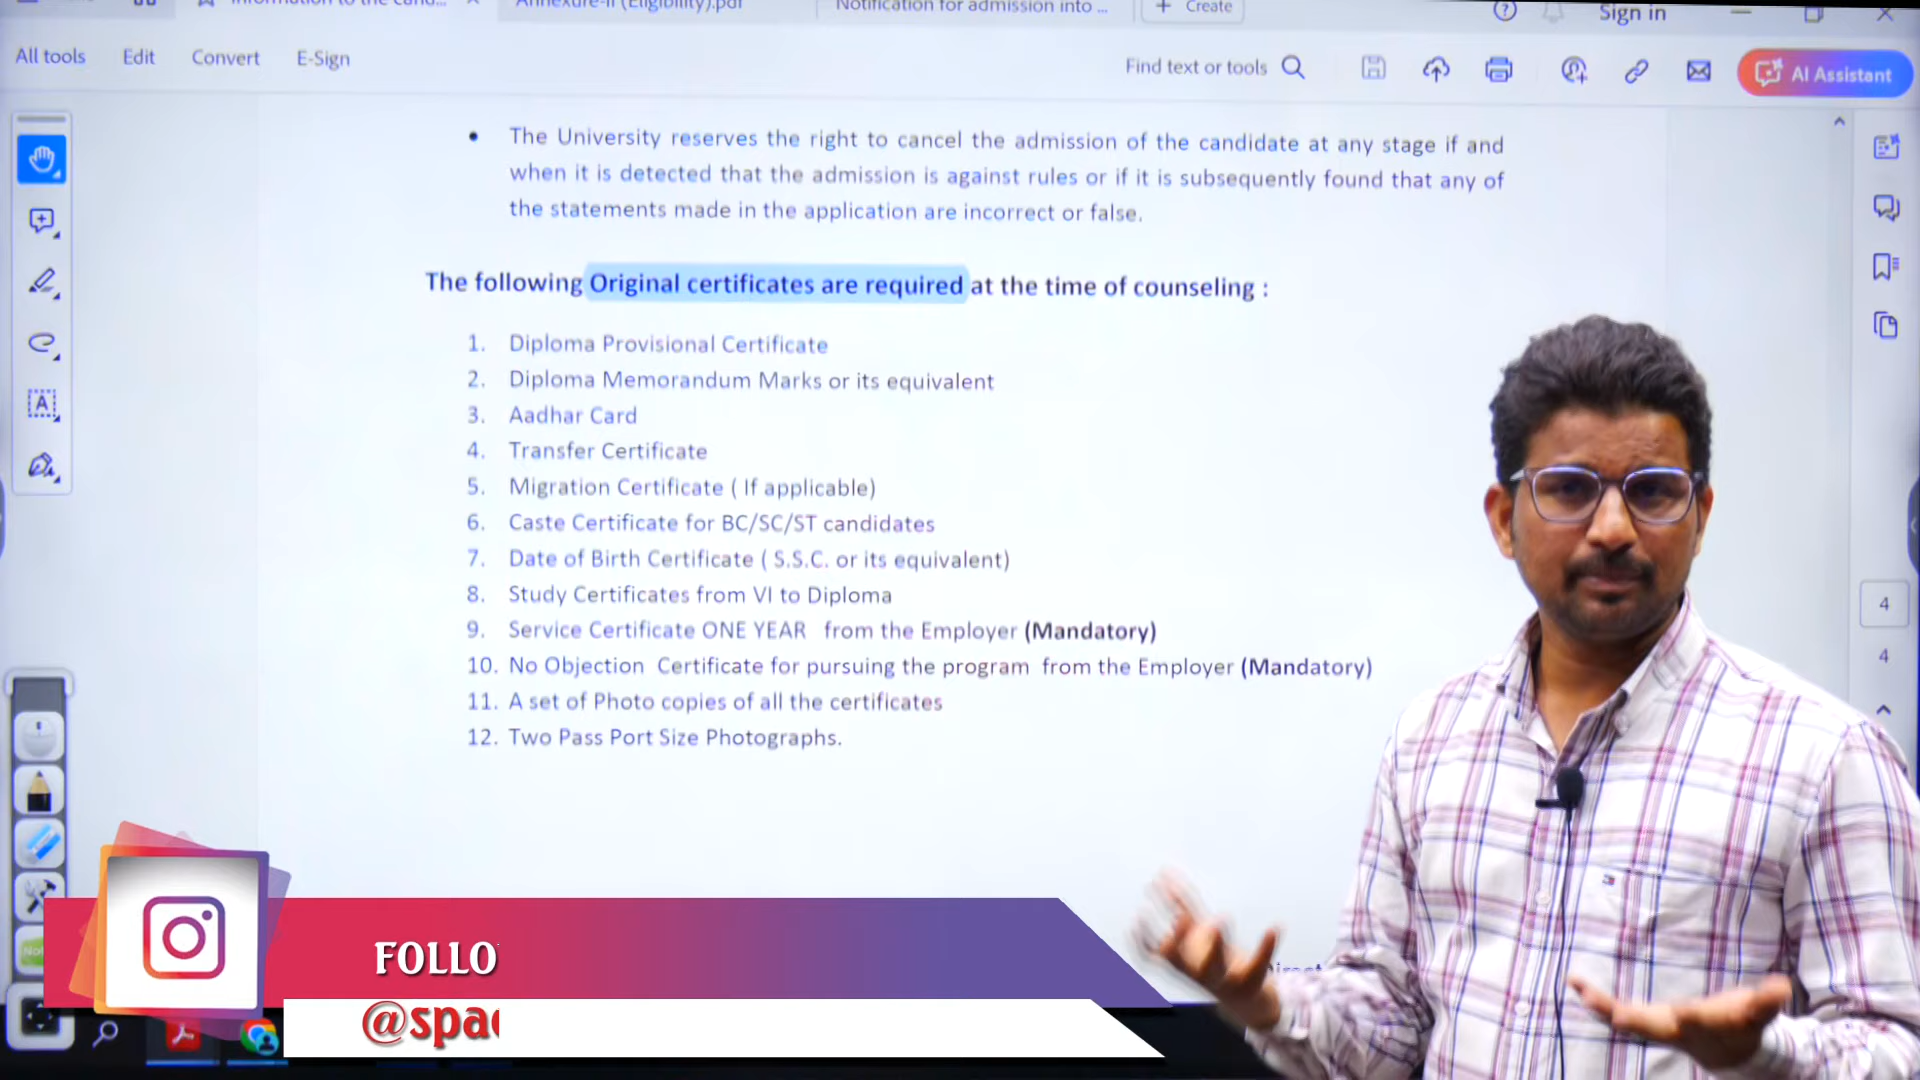 Annexure-II (Eligibility).pdf
Notification for admission into ...
Create
Sign in
All tools
Edit
Convert
E-Sign
Find text or tools
AI Assistant
• The University reserves the right to cancel the admission of the candidate at any stage if and
when it is detected that the admission is against rules or if it is subsequently found that any of
the statements made in the application are incorrect or false.
The following Original certificates are required at the time of counseling :
1. Diploma Provisional Certificate
2. Diploma Memorandum Marks or its equivalent
3. Aadhar Card
4. Transfer Certificate
5. Migration Certificate ( If applicable)
6. Caste Certificate for BC/SC/ST candidates
7. Date of Birth Certificate ( S.S.C. or its equivalent)
8. Study Certificates from VI to Diploma
9. Service Certificate ONE YEAR from the Employer (Mandatory)
10. No Objection Certificate for pursuing the program from the Employer (Mandatory)
11. A set of Photo copies of all the certificates
12. Two Pass Port Size Photographs.
4
4
FOLLO
@spa